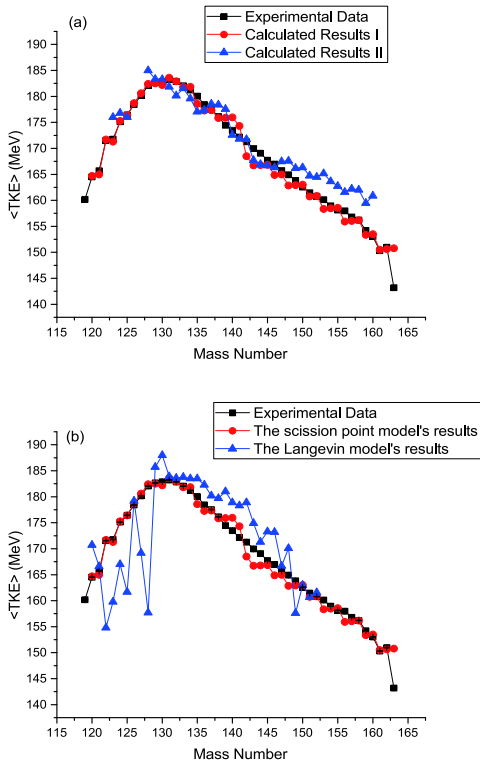 (a)
Experimental Data
Calculated Results I
Calculated Results II
<TKE> (MeV)
190
185
180
175
170
165
160
155
150
145
140
115 120 125 130 135 140 145 150 155 160 165
Mass Number
(b)
Experimental Data
The scission point model's results
The Langevin model's results
<TKE> (MeV)
190
185
180
175
170
165
160
155
150
145
140
115 120 125 130 135 140 145 150 155 160 165
Mass Number